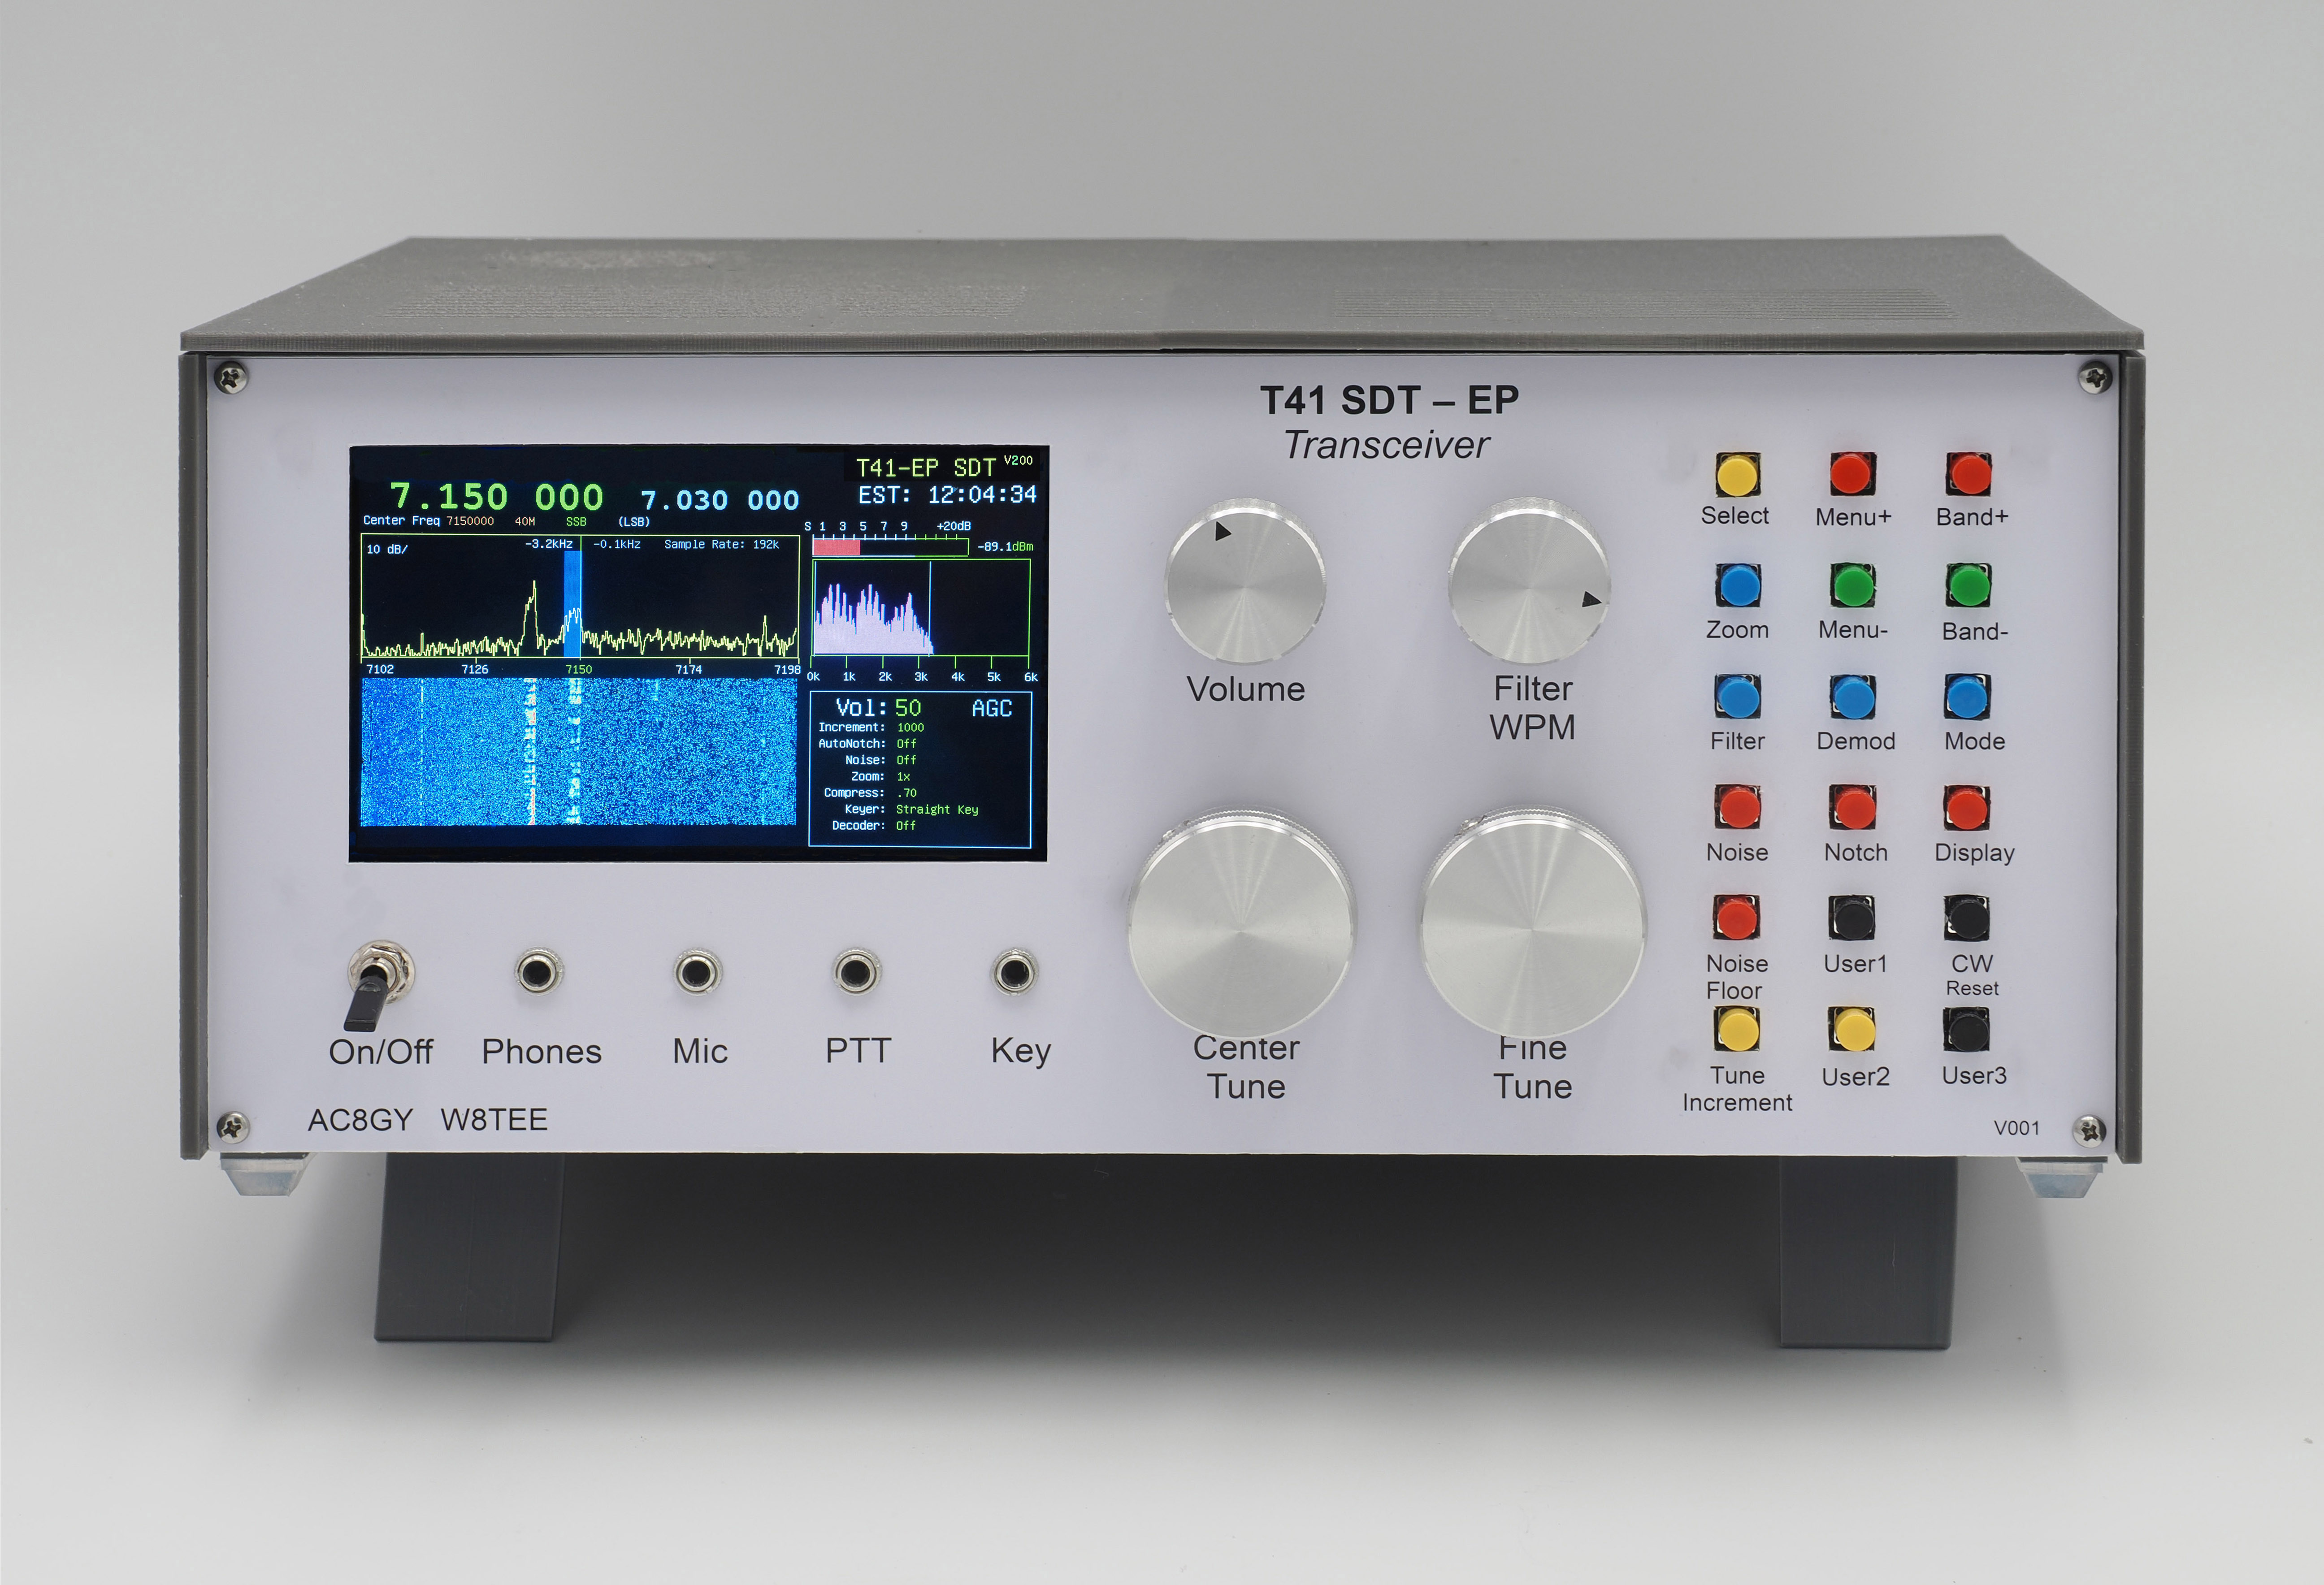 T41 SDT – EP
Transceiver
T41-EP SDT V200
7.150 000 7.030 000 EST: 12:04:34
Center Freq 7150000 40M SSB (LSB)
S 1 3 5 7 9 +20dB
-89.1dBm
10 dB/ -3.2kHz -0.1kHz Sample Rate: 192k
7102 7126 7150 7174 7198
0k 1k 2k 3k 4k 5k 6k
Vol: 50 AGC
Increment: 1000
AutoNotch: Off
Noise: Off
Zoom: 1x
Compress: .70
Keyer: Straight Key
Decoder: Off
Volume
Filter
WPM
Center
Tune
Fine
Tune
Select Menu+ Band+
Zoom Menu- Band-
Filter Demod Mode
Noise Notch Display
Noise
Floor
User1
CW
Reset
Tune
Increment
User2 User3
On/Off Phones Mic PTT Key
AC8GY W8TEE
V001